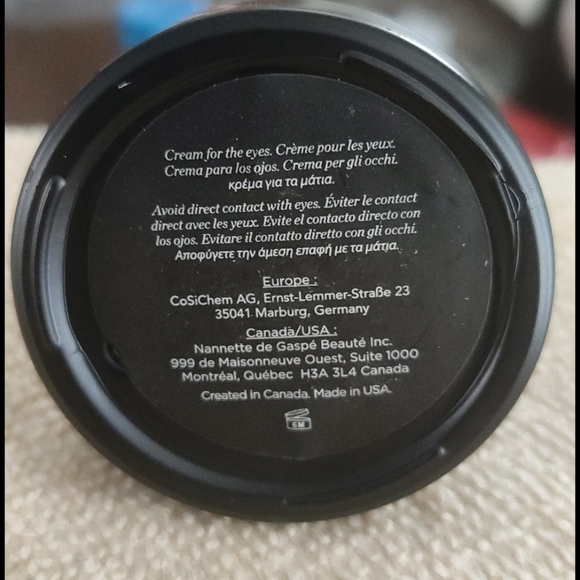 Cream for the eyes. Crème pour les yeux.
Crema para los ojos. Crema per gli occhi.
κρέμα για τα μάτια.
Avoid direct contact with eyes. Éviter le contact
direct avec les yeux. Evite el contacto directo con
los ojos. Evitare il contatto diretto con gli occhi.
Αποφύγετε την άμεση επαφή με τα μάτια.
Europe :
CoSiChem AG, Ernst-Lemmer-Straße 23
35041 Marburg, Germany
Canada/USA :
Nannette de Gaspé Beauté Inc.
999 de Maisonneuve Ouest, Suite 1000
Montréal, Québec H3A 3L4 Canada
Created in Canada. Made in USA.
6M